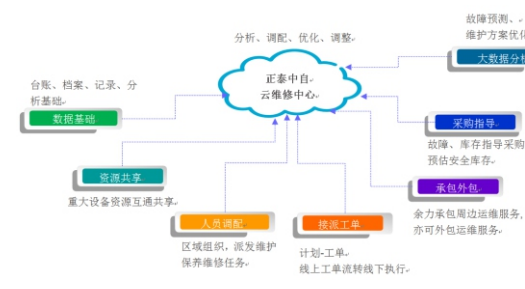 故障预测、
维护方案优化
分析、调配、优化、调整
大数据分析
正泰中自
云维修中心
台账、档案、记录、分
析基础
数据基础
采购指导
故障、库存指导采购
预估安全库存
资源共享
重大设备资源互通共享
承包外包
余力承包周边运维服务，
亦可外包运维服务
人员调配
区域组织，派发维护
保养维修任务
接派工单
计划-工单
线上工单流转线下执行